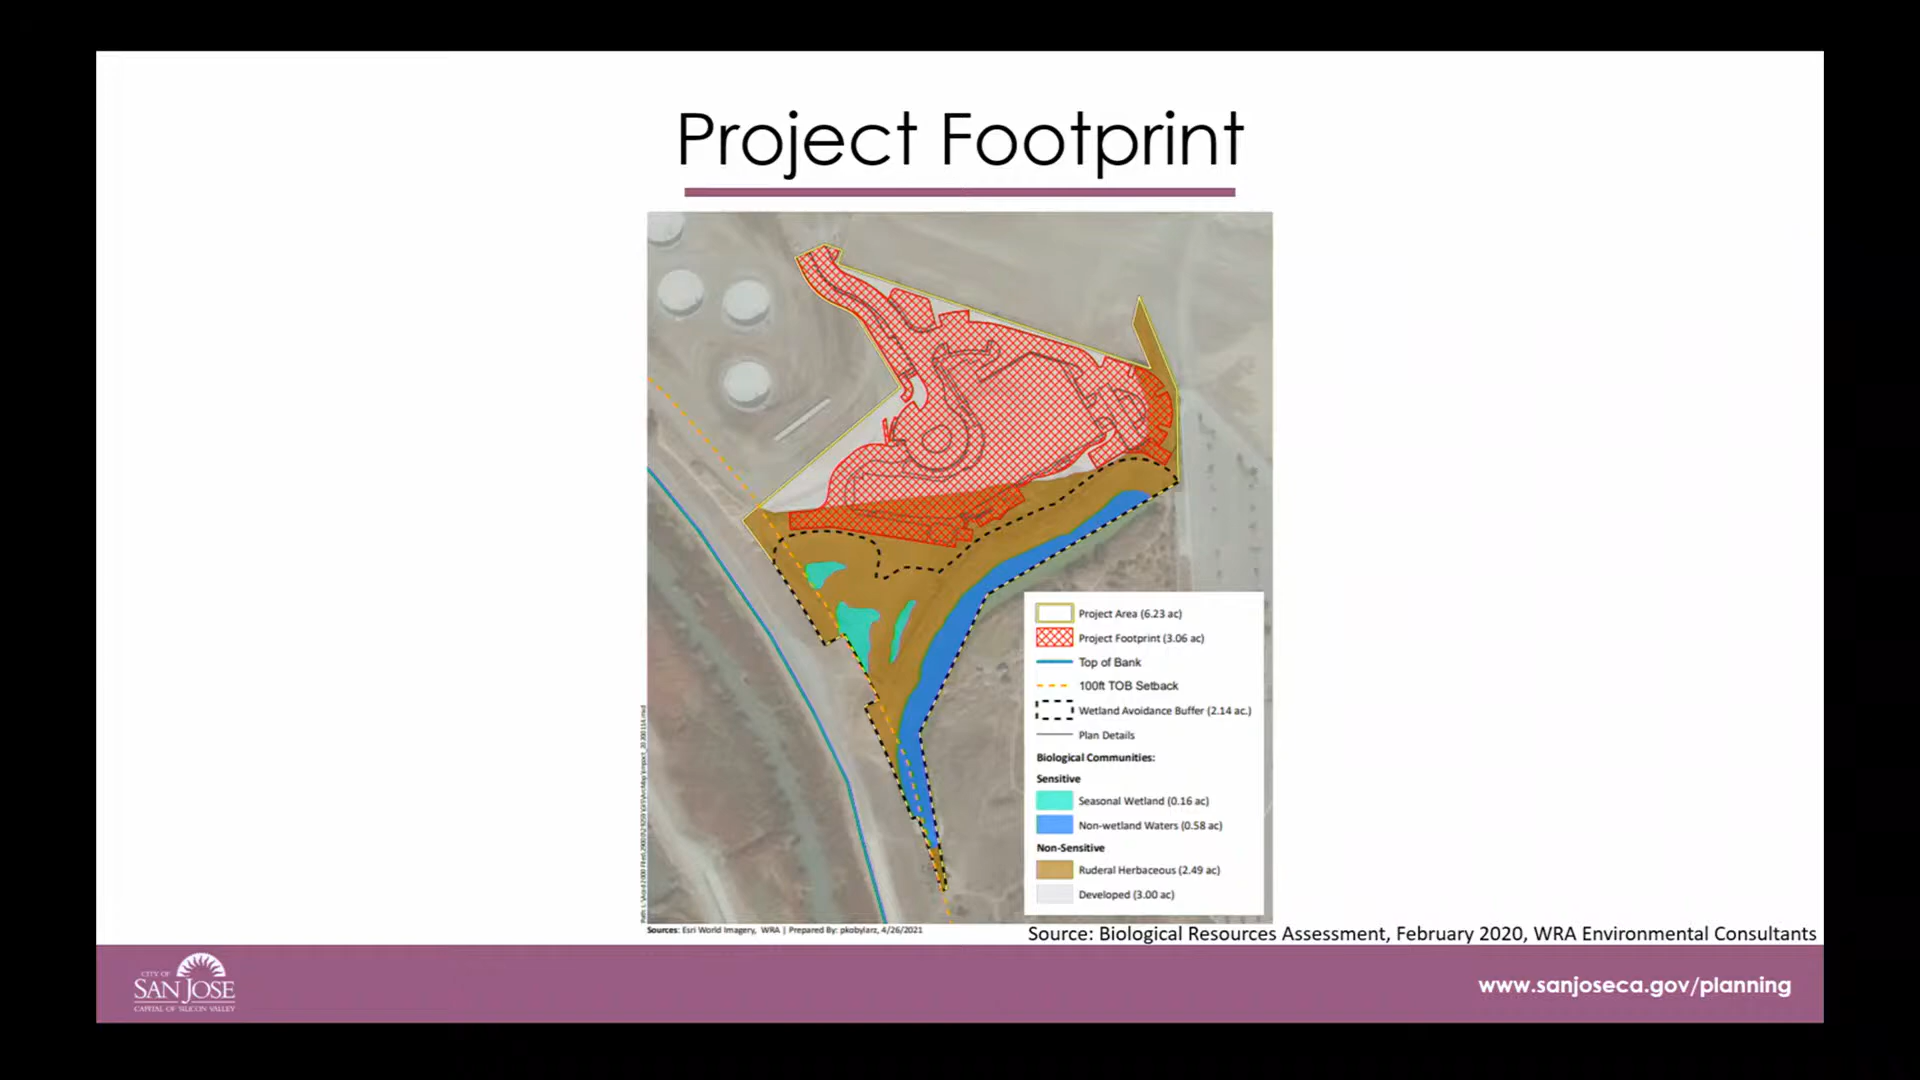 Project Footprint
Project Area (6.23 ac)
Project Footprint (3.06 ac)
Top of Bank
100ft TOB Setback
Wetland Avoidance Buffer (2.14 ac.)
Plan Details
Biological Communities:
Sensitive
Seasonal Wetland (0.16 ac)
Non-wetland Waters (0.58 ac)
Non-Sensitive
Ruderal Herbaceous (2.49 ac)
Developed (3.00 ac)
Sources: Esri World Imagery, WRA | Prepared By: pkobylarz, 4/26/2021
Source: Biological Resources Assessment, February 2020, WRA Environmental Consultants
CITY OF
SAN JOSE
CAPITAL OF SILICON VALLEY
www.sanjoseca.gov/planning